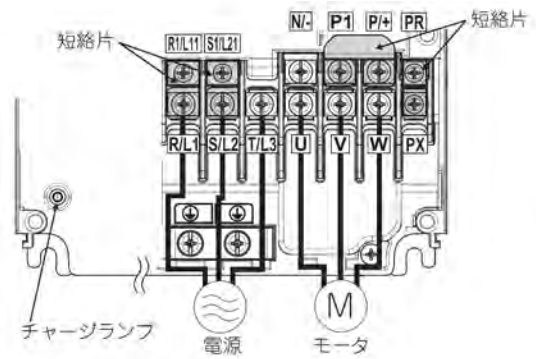 N/- P1 P/+ PR
短絡片
短絡片
R1/L11 S1/L21
R/L1 S/L2 T/L3 U V W PX
M
チャージランプ
電源
モータ